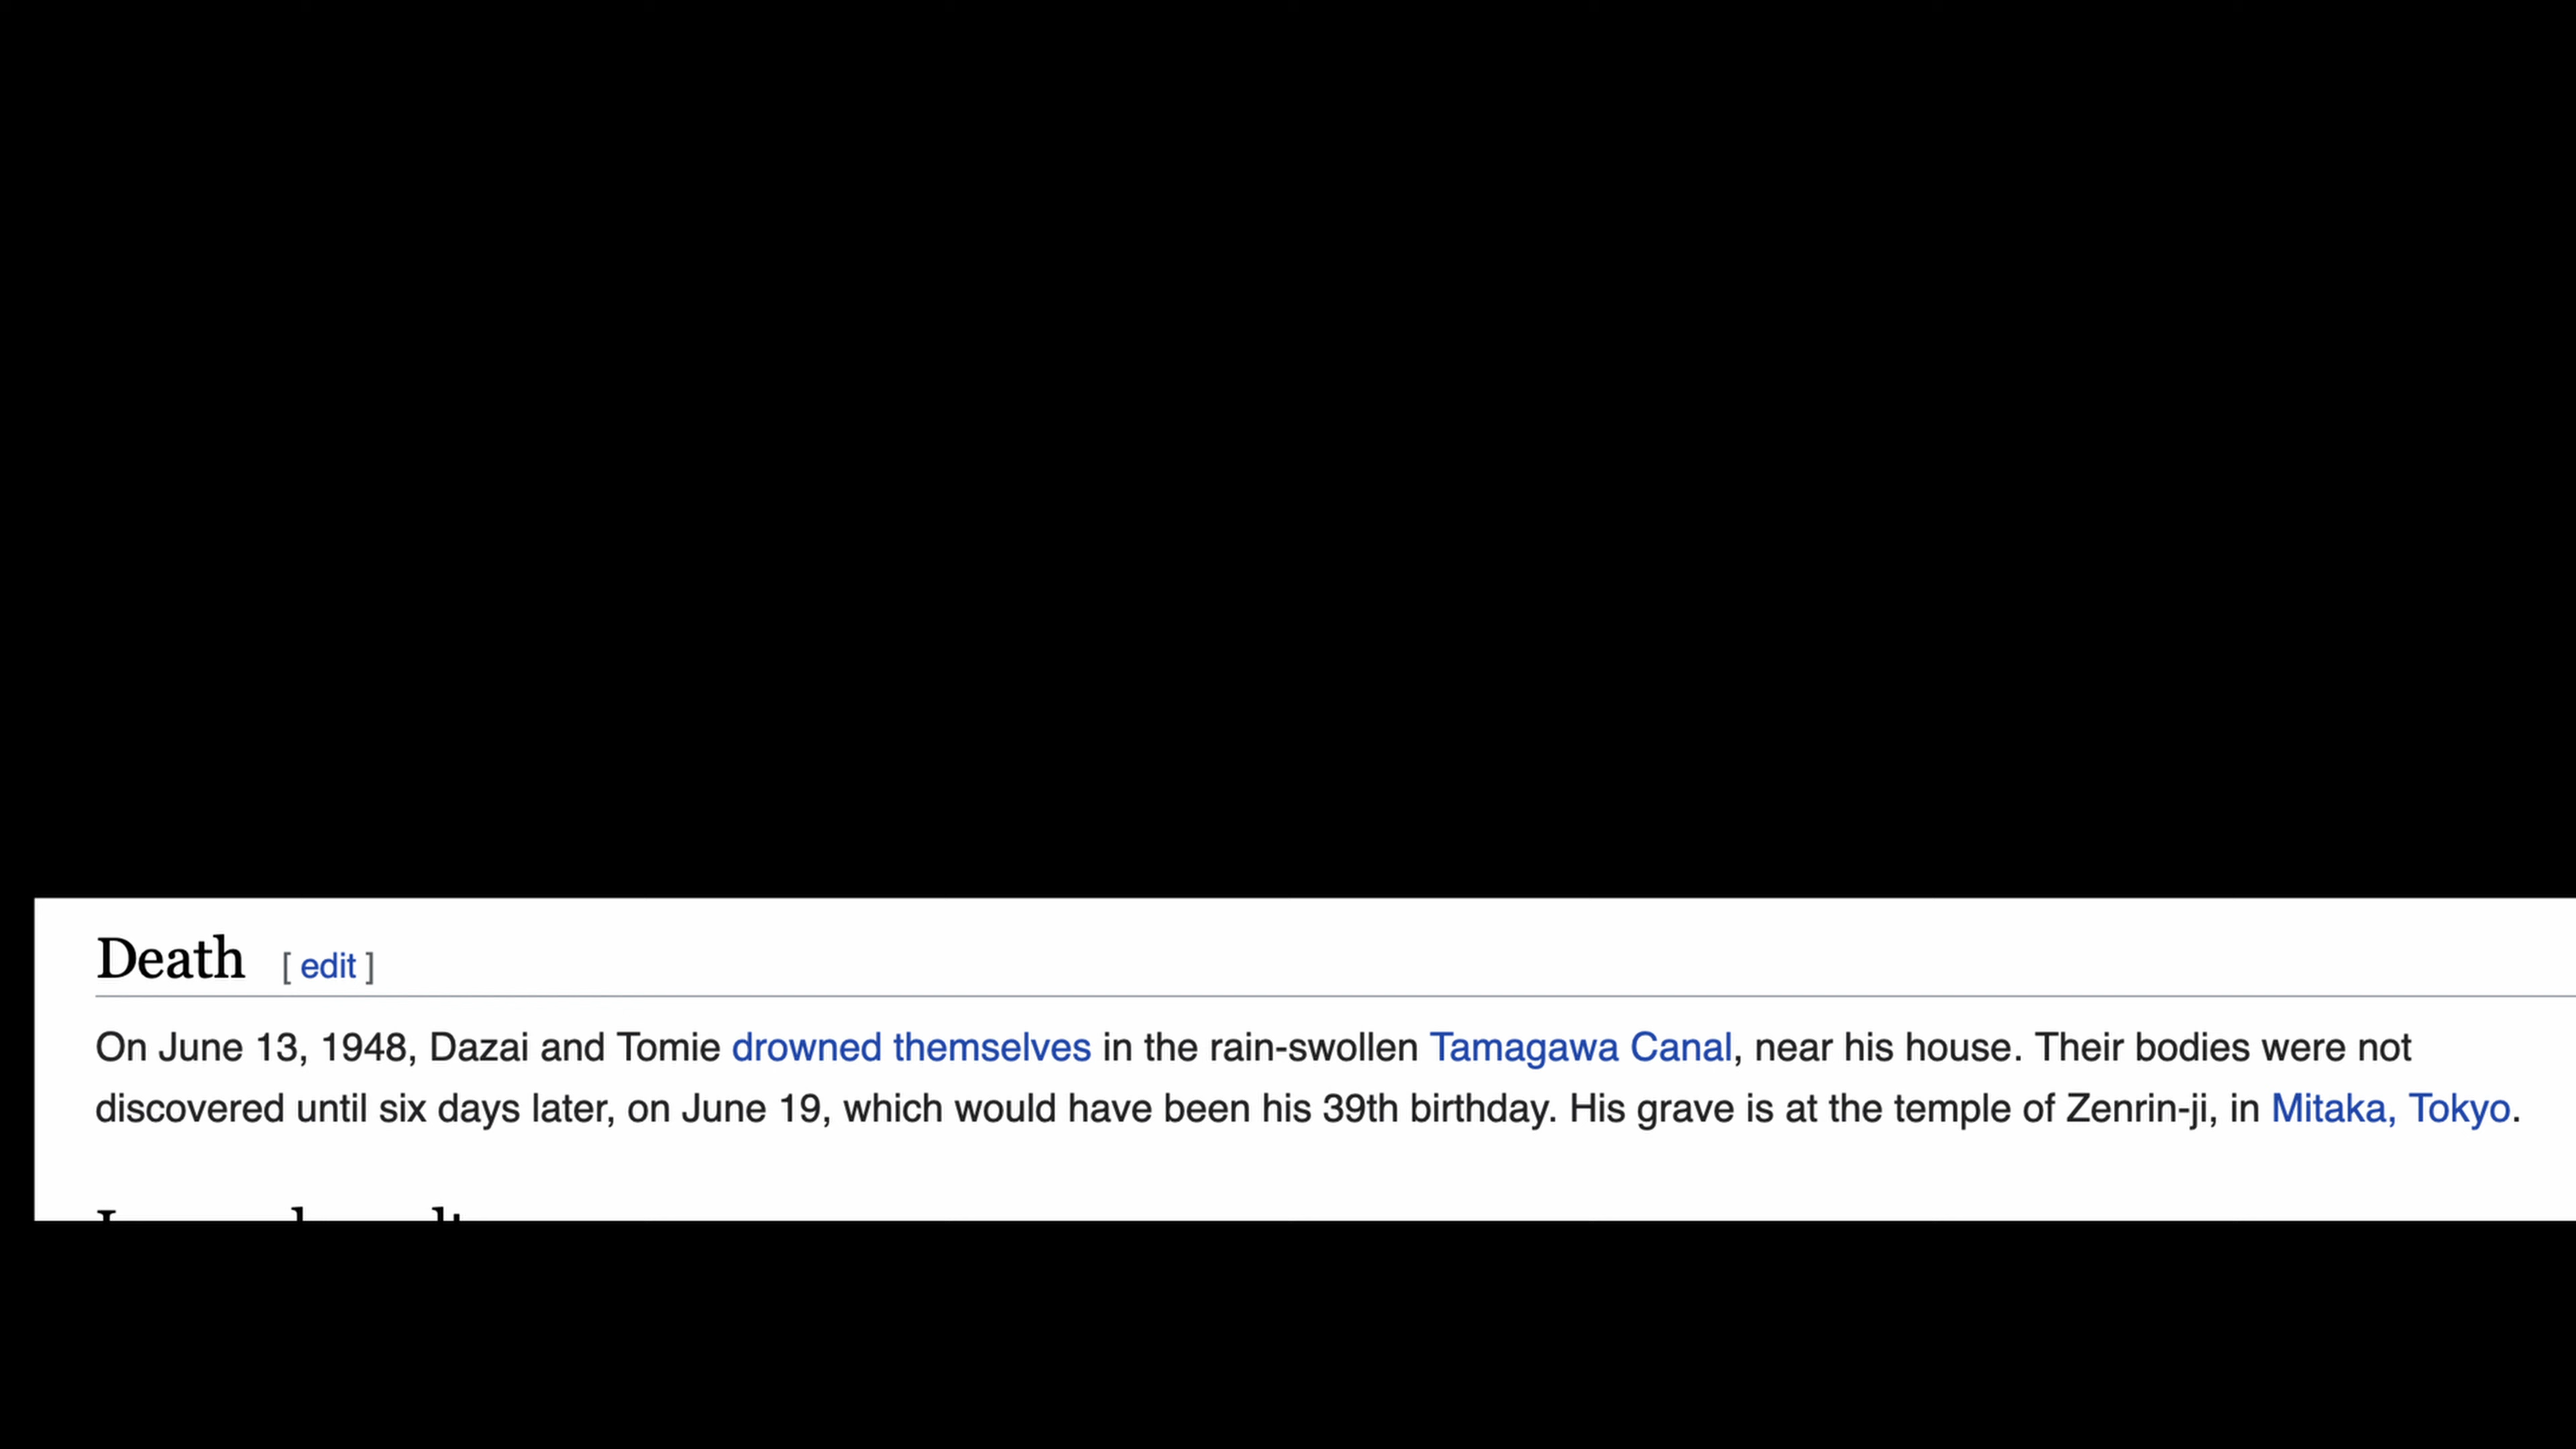 Death [ edit ]
On June 13, 1948, Dazai and Tomie drowned themselves in the rain-swollen Tamagawa Canal, near his house. Their bodies were not
discovered until six days later, on June 19, which would have been his 39th birthday. His grave is at the temple of Zenrin-ji, in Mitaka, Tokyo.